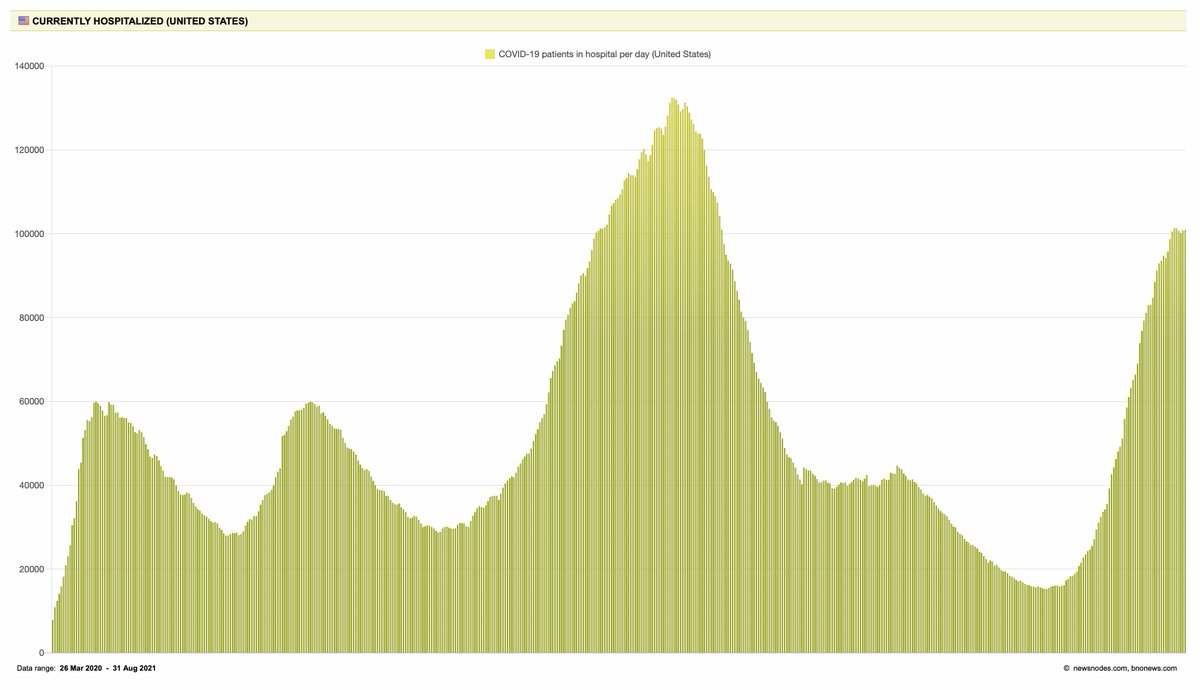 CURRENTLY HOSPITALIZED (UNITED STATES)
COVID-19 patients in hospital per day (United States)
140000
120000
100000
80000
60000
40000
20000
0
Data range: 26 Mar 2020 - 31 Aug 2021
© newsnodes.com, bnonews.com